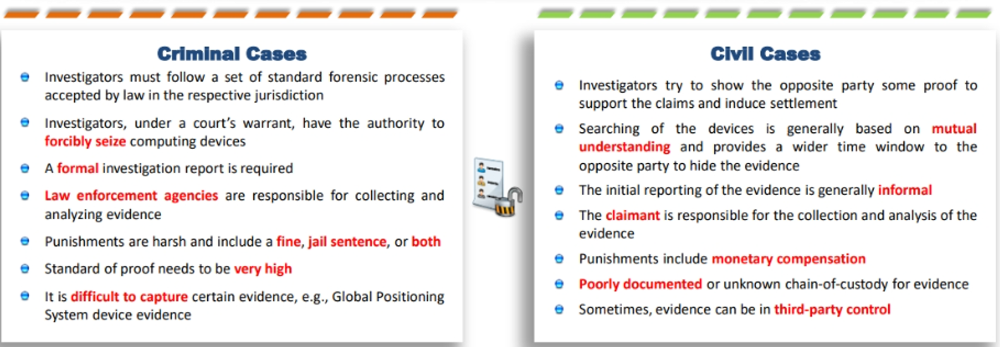 Criminal Cases
Investigators must follow a set of standard forensic processes
accepted by law in the respective jurisdiction
Investigators, under a court's warrant, have the authority to
forcibly seize computing devices
A formal investigation report is required
Law enforcement agencies are responsible for collecting and
analyzing evidence
Punishments are harsh and include a fine, jail sentence, or both
Standard of proof needs to be very high
It is difficult to capture certain evidence, e.g., Global Positioning
System device evidence
Civil Cases
Investigators try to show the opposite party some proof to
support the claims and induce settlement
Searching of the devices is generally based on mutual
understanding and provides a wider time window to the
opposite party to hide the evidence
The initial reporting of the evidence is generally informal
The claimant is responsible for the collection and analysis of the
evidence
Punishments include monetary compensation
Poorly documented or unknown chain-of-custody for evidence
Sometimes, evidence can be in third-party control